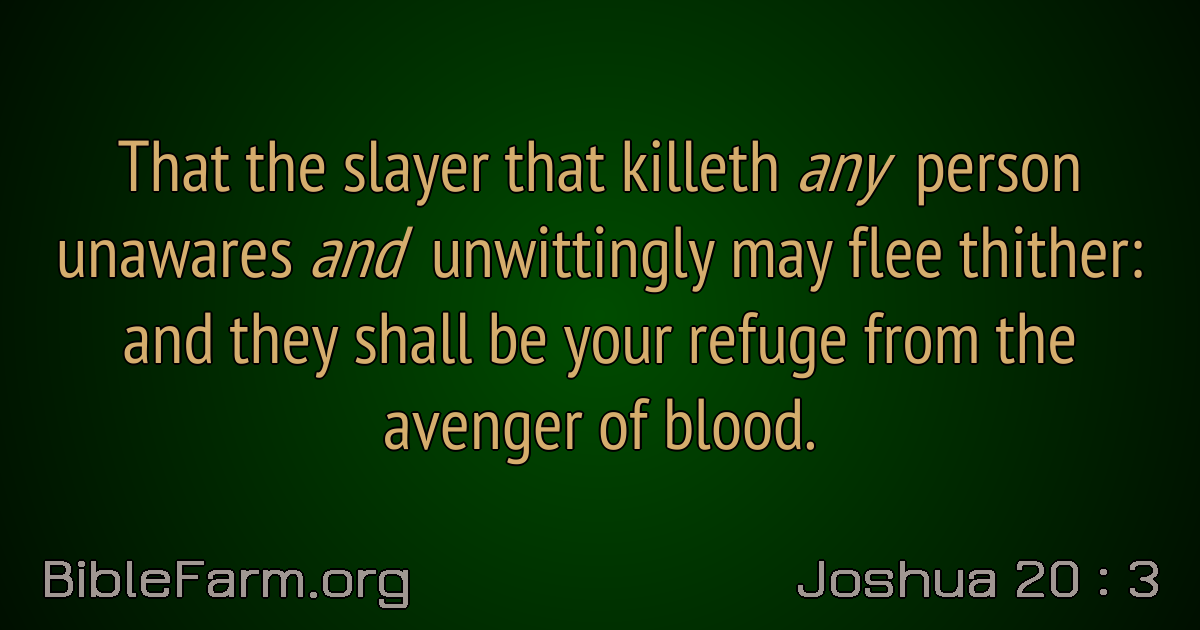 That the slayer that killeth any person
unawares and unwittingly may flee thither:
and they shall be your refuge from the
avenger of blood.
BibleFarm.org
Joshua 20 : 3